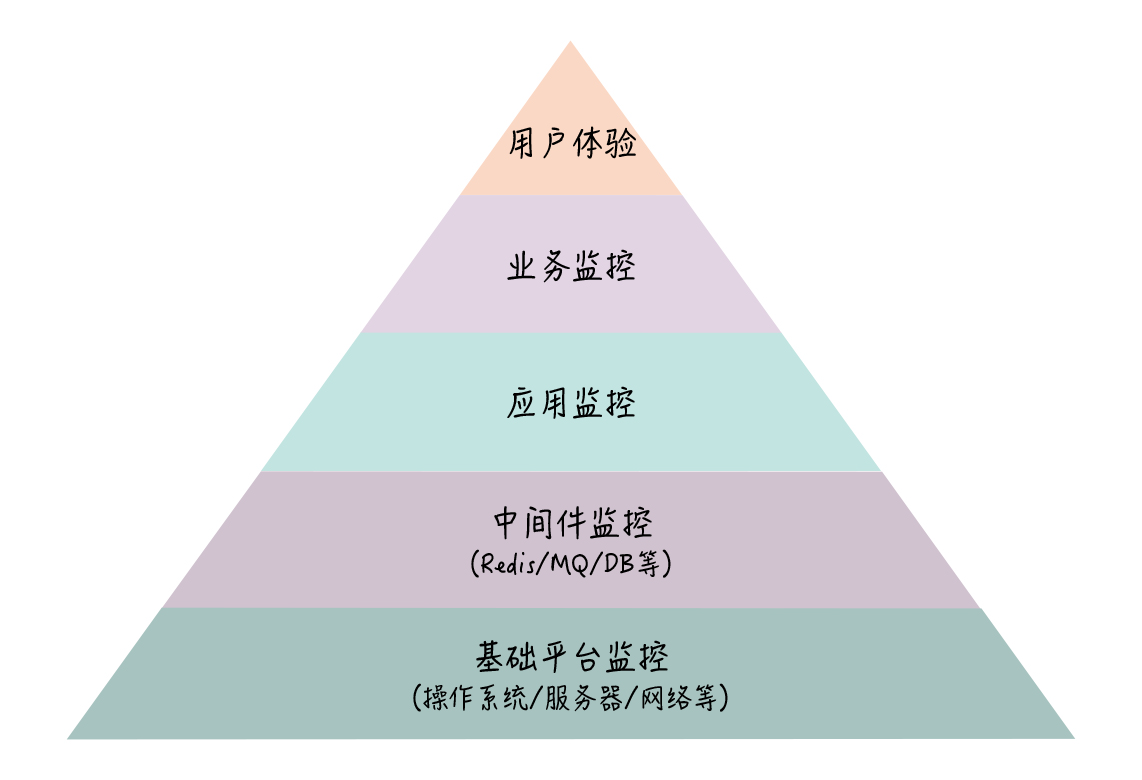 用户体验
业务监控
应用监控
中间件监控
(Redis/MQ/DB等)
基础平台监控
(操作系统/服务器/网络等)